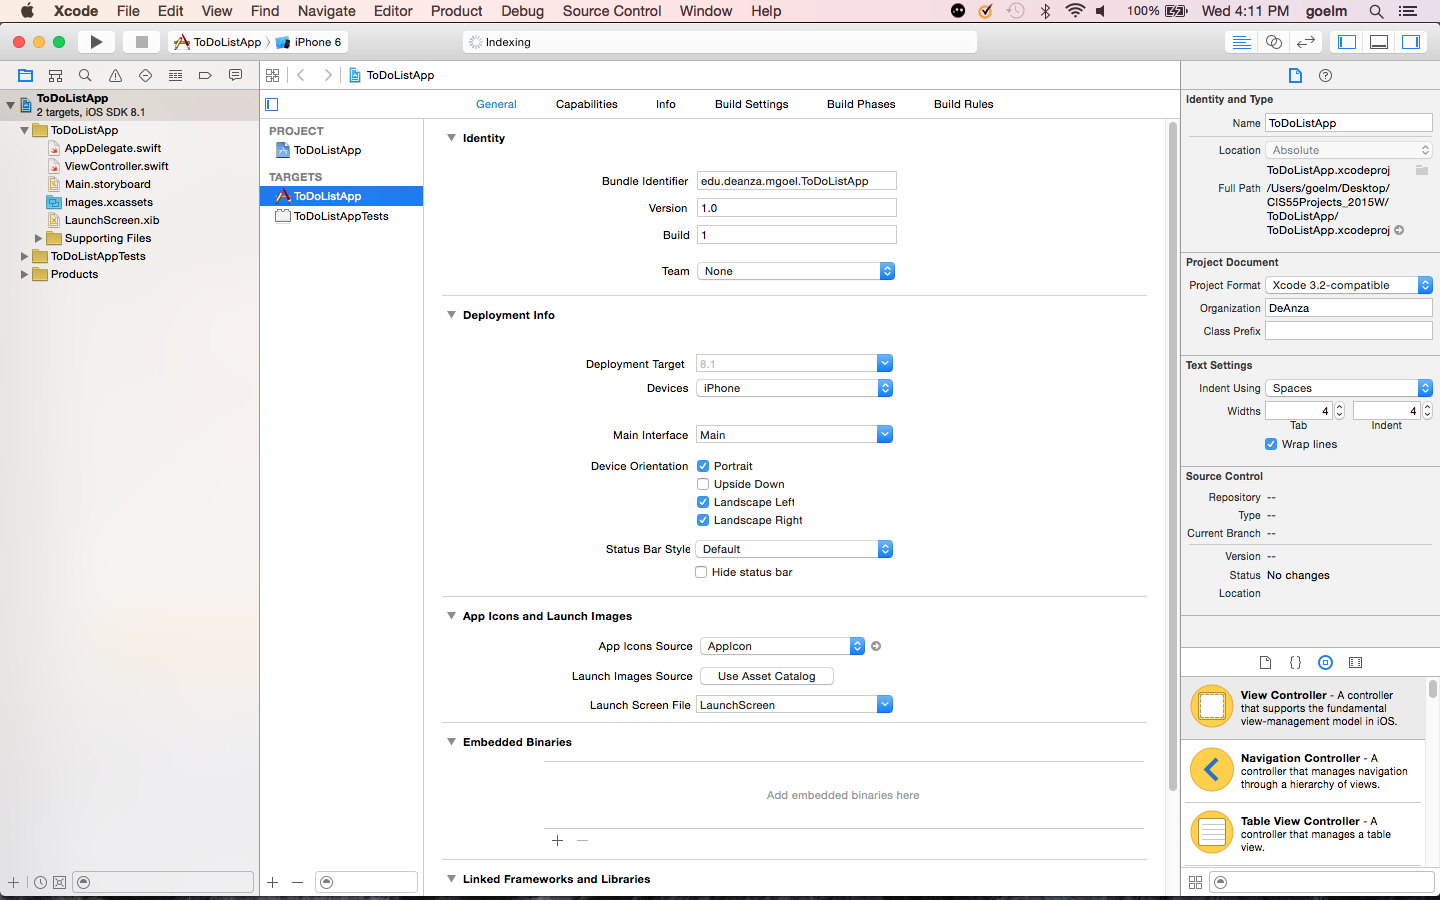 Xcode File Edit View Find Navigate Editor Product Debug Source Control Window Help 100% Wed 4:11 PM goelm
ToDoListApp iPhone 6 Indexing
ToDoListApp
2 targets, iOS SDK 8.1
ToDoListApp
AppDelegate.swift
ViewController.swift
Main.storyboard
Images.xcassets
LaunchScreen.xib
Supporting Files
ToDoListAppTests
Products
ToDoListApp
General Capabilities Info Build Settings Build Phases Build Rules
PROJECT
ToDoListApp
TARGETS
ToDoListApp
ToDoListAppTests
Identity
Bundle Identifier edu.deanza.mgoel.ToDoListApp
Version 1.0
Build 1
Team None
Deployment Info
Deployment Target 8.1
Devices iPhone
Main Interface Main
Device Orientation Portrait
Upside Down
Landscape Left
Landscape Right
Status Bar Style Default
Hide status bar
App Icons and Launch Images
App Icons Source AppIcon
Launch Images Source Use Asset Catalog
Launch Screen File LaunchScreen
Embedded Binaries
Add embedded binaries here
Linked Frameworks and Libraries
Identity and Type
Name ToDoListApp
Location Absolute
ToDoListApp.xcodeproj
Full Path /Users/goelm/Desktop/
CIS55Projects_2015W/
ToDoListApp/
ToDoListApp.xcodeproj
Project Document
Project Format Xcode 3.2-compatible
Organization DeAnza
Class Prefix
Text Settings
Indent Using Spaces
Widths 4 4
Tab Indent
Wrap lines
Source Control
Repository --
Type --
Current Branch --
Version --
Status No changes
Location
View Controller - A controller
that supports the fundamental
view-management model in iOS.
Navigation Controller - A
controller that manages navigation
through a hierarchy of views.
Table View Controller - A
controller that manages a table
view.